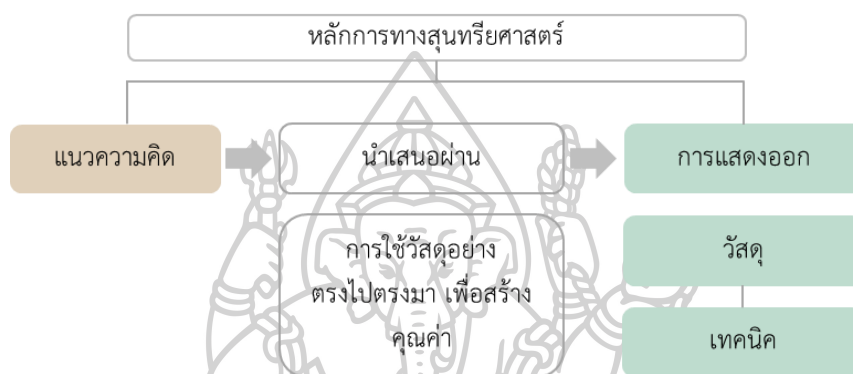 หลักการทางสุนทรียศาสตร์
แนวความคิด
นำเสนอผ่าน
การแสดงออก
การใช้วัสดุอย่าง
ตรงไปตรงมา เพื่อสร้าง
คุณค่า
วัสดุ
เทคนิค